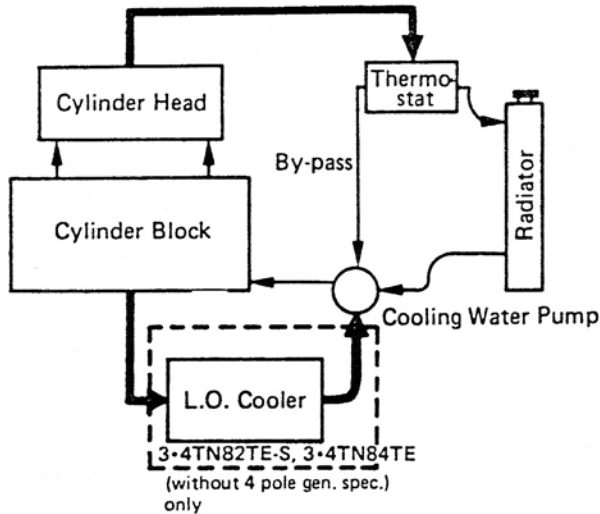 Cylinder Head
Thermo-
stat
Radiator
By-pass
Cylinder Block
Cooling Water Pump
L.O. Cooler
3·4TN82TE-S, 3·4TN84TE
(without 4 pole gen. spec.)
only